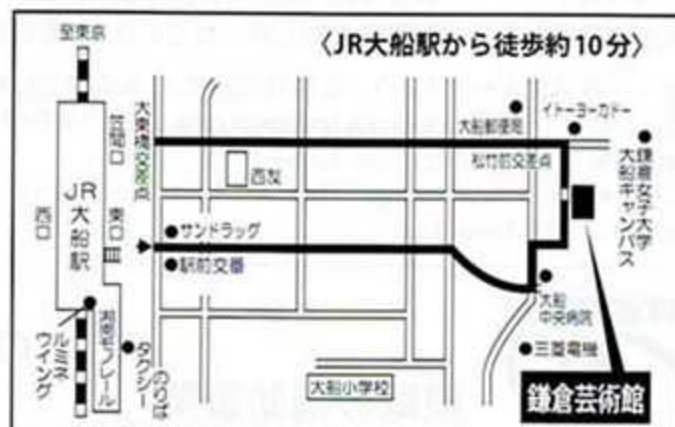 至東京
〈JR大船駅から徒歩約10分〉
笠間口
大東橋交差点
大船郵便局
イトーヨーカドー
松竹前交差点
鎌倉女子大学
大船キャンパス
西友
JR大船駅
西口
東口
サンドラッグ
駅前交番
大船
中央病院
ルミネ
ウイング
湘南モノレール
タクシー
のりば
三菱電機
大船小学校
鎌倉芸術館